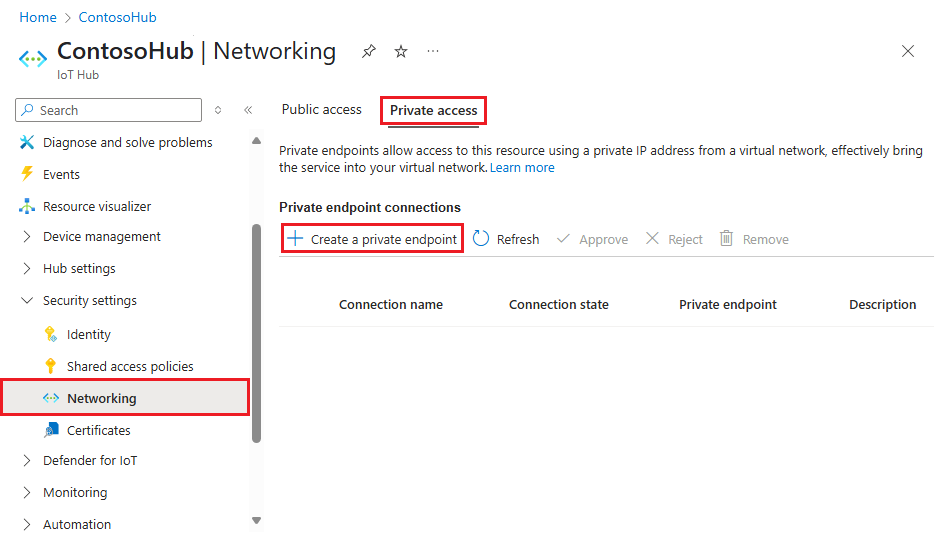 Home > ContosoHub
ContosoHub | Networking
IoT Hub
Search
Diagnose and solve problems
Events
Resource visualizer
Device management
Hub settings
Security settings
Identity
Shared access policies
Networking
Certificates
Defender for IoT
Monitoring
Automation
Public access
Private access
Private endpoints allow access to this resource using a private IP address from a virtual network, effectively bring
the service into your virtual network. Learn more
Private endpoint connections
Create a private endpoint Refresh Approve Reject Remove
Connection name Connection state Private endpoint Description